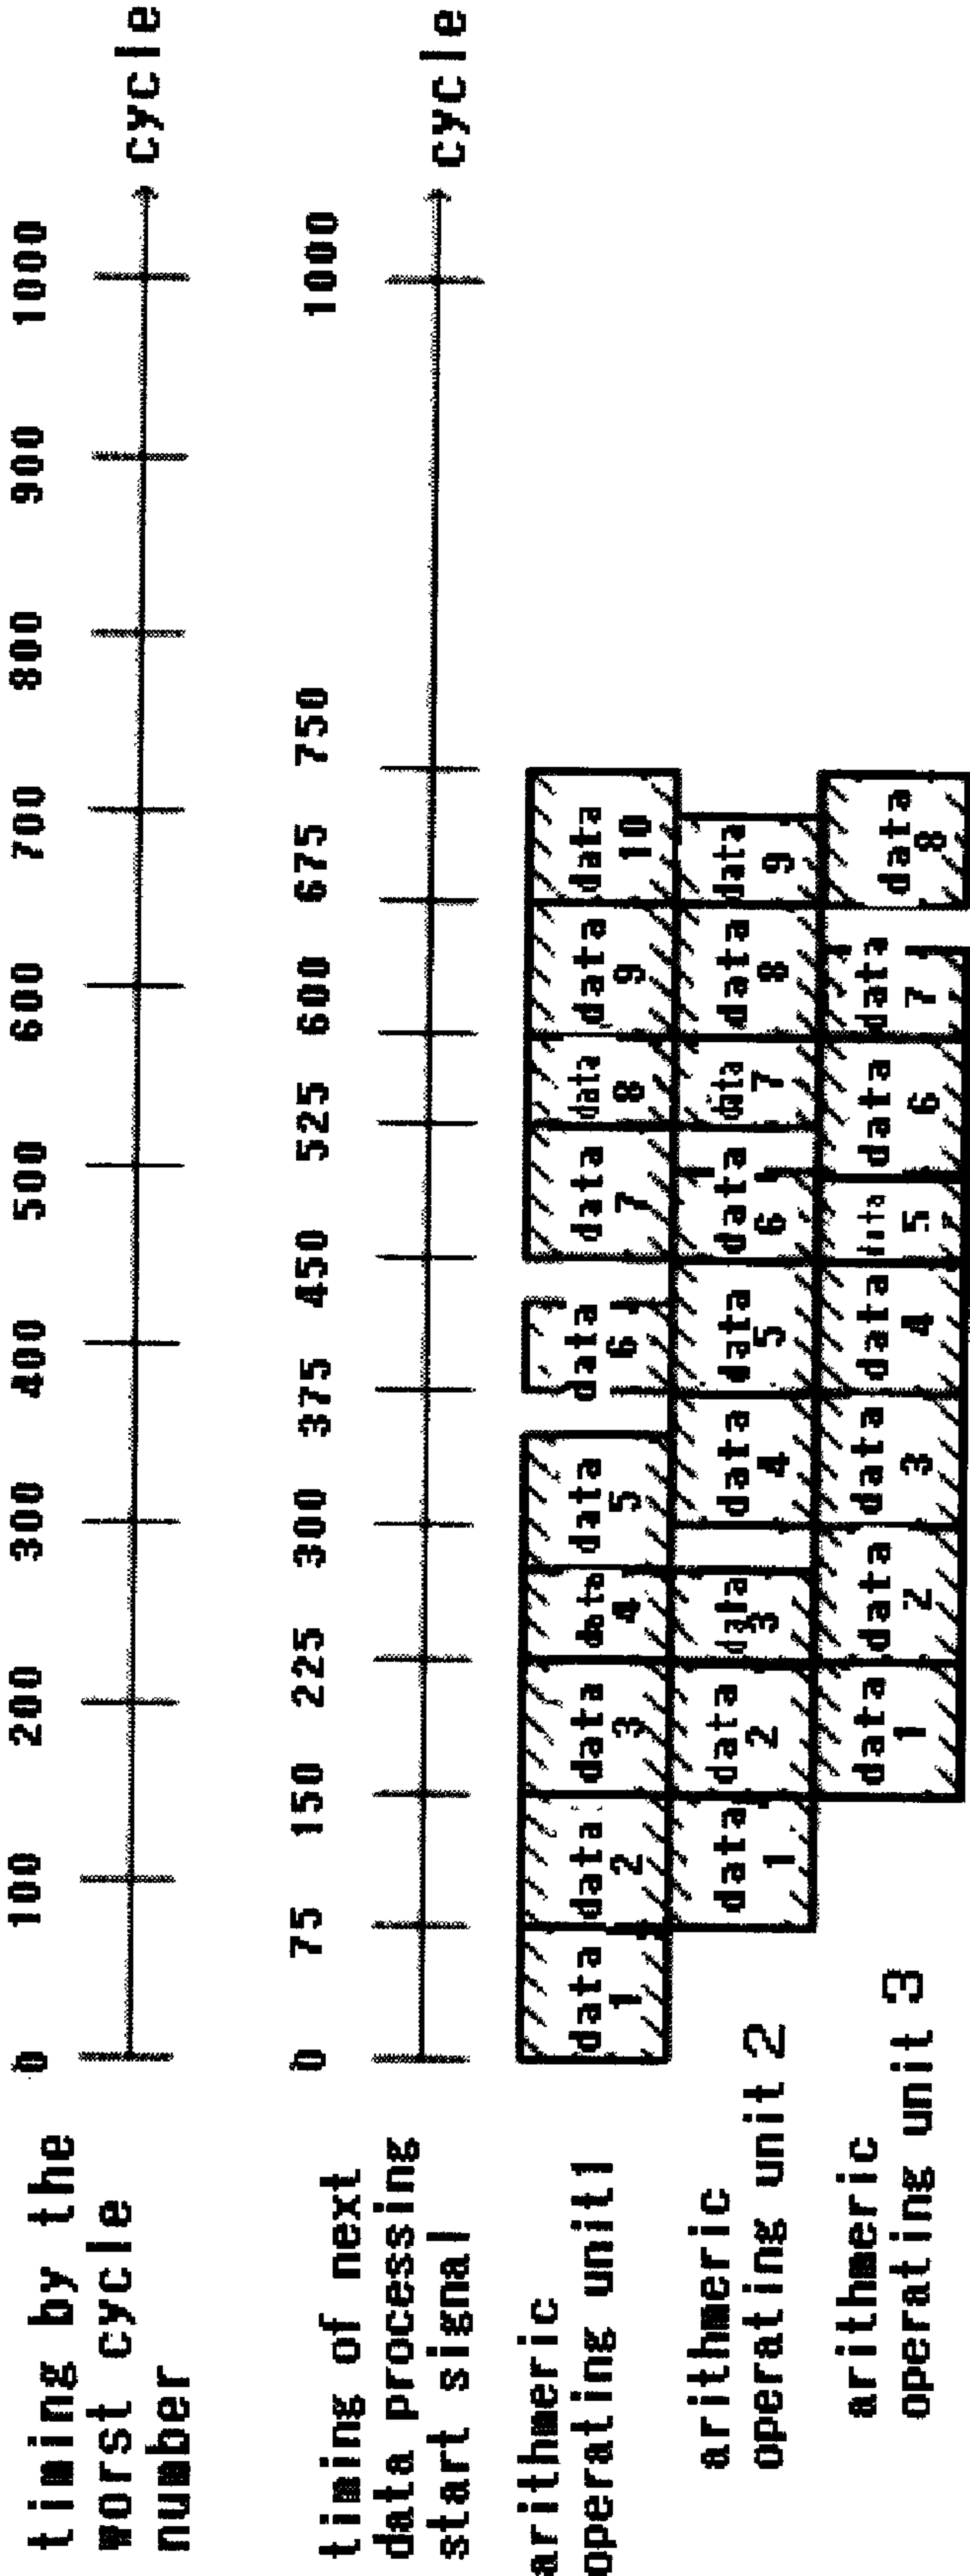 timing by the
worst cycle
number
0 100 200 300 400 500 600 700 800 900 1000 cycle
timing of next
data processing
start signal
0 75 150 225 300 375 450 525 600 675 750 1000 cycle
arithmeric
operating unit1
data data data data data data data data data data
1 2 3 4 5 6 7 8 9 10
arithmeric
operating unit 2
data data data data data data data data data
1 2 3 4 5 6 7 8 9
arithmeric
operating unit 3
data data data data data data data data
1 2 3 4 5 6 7 8